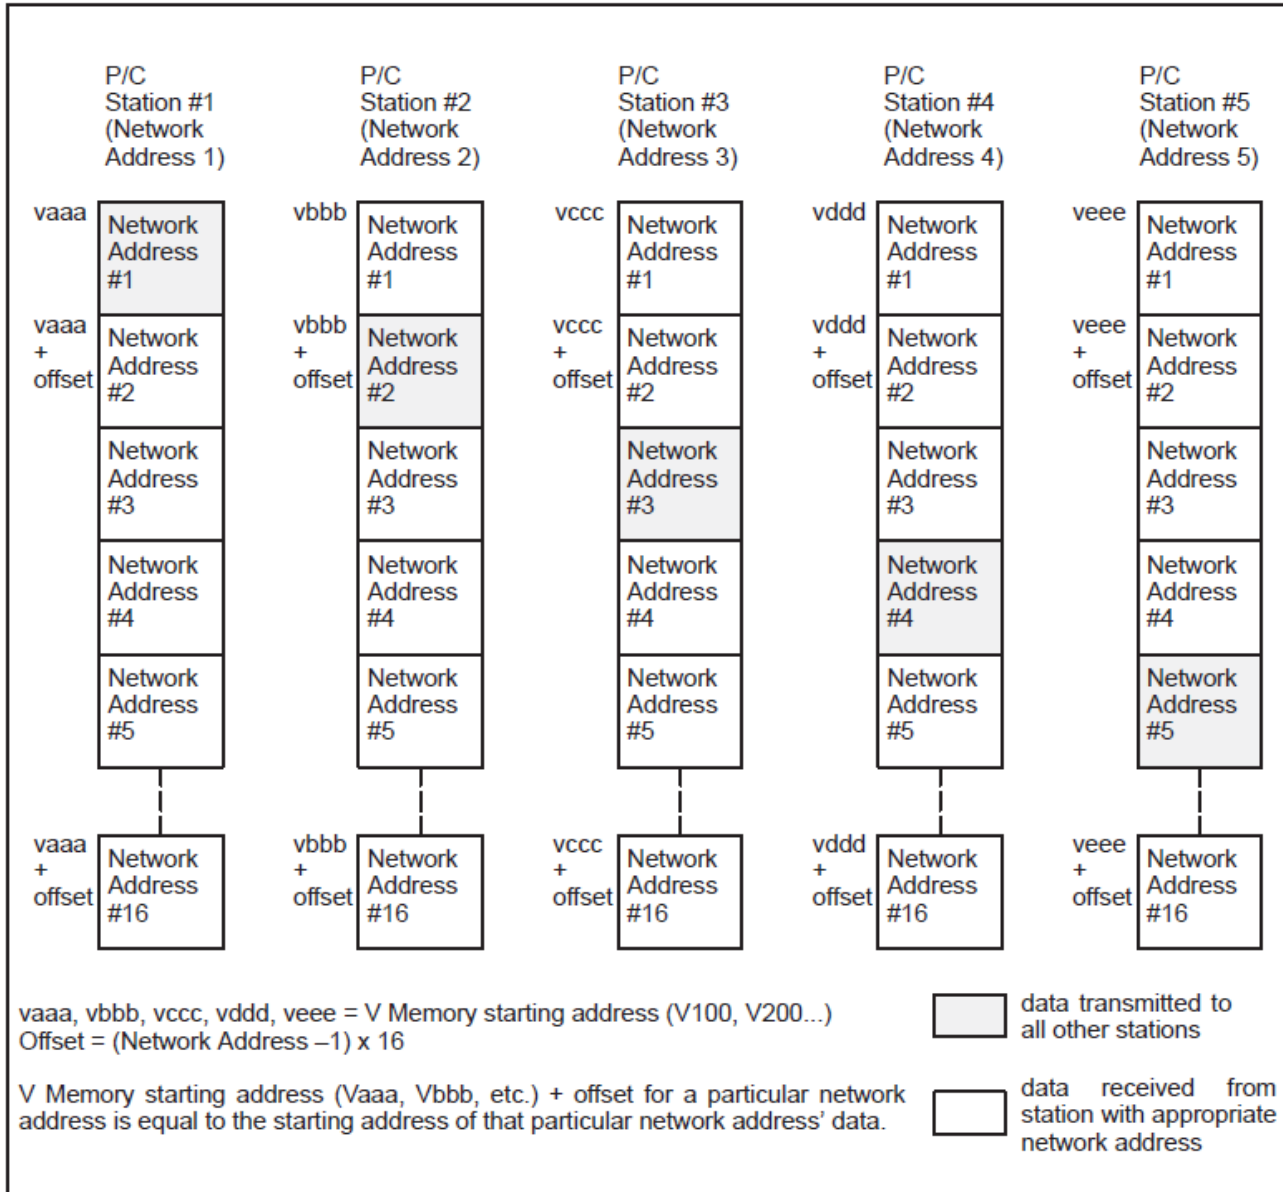 P/C
Station #1
(Network
Address 1)
P/C
Station #2
(Network
Address 2)
P/C
Station #3
(Network
Address 3)
P/C
Station #4
(Network
Address 4)
P/C
Station #5
(Network
Address 5)
vaaa
Network
Address
#1
vaaa
+
offset
Network
Address
#2
Network
Address
#3
Network
Address
#4
Network
Address
#5
vaaa
+
offset
Network
Address
#16
vbbb
Network
Address
#1
vbbb
+
offset
Network
Address
#2
Network
Address
#3
Network
Address
#4
Network
Address
#5
vbbb
+
offset
Network
Address
#16
vccc
Network
Address
#1
vccc
+
offset
Network
Address
#2
Network
Address
#3
Network
Address
#4
Network
Address
#5
vccc
+
offset
Network
Address
#16
vddd
Network
Address
#1
vddd
+
offset
Network
Address
#2
Network
Address
#3
Network
Address
#4
Network
Address
#5
vddd
+
offset
Network
Address
#16
veee
Network
Address
#1
veee
+
offset
Network
Address
#2
Network
Address
#3
Network
Address
#4
Network
Address
#5
veee
+
offset
Network
Address
#16
vaaa, vbbb, vccc, vddd, veee = V Memory starting address (V100, V200...)
Offset = (Network Address –1) x 16
V Memory starting address (Vaaa, Vbbb, etc.) + offset for a particular network
address is equal to the starting address of that particular network address’ data.
data transmitted to
all other stations
data received from
station with appropriate
network address